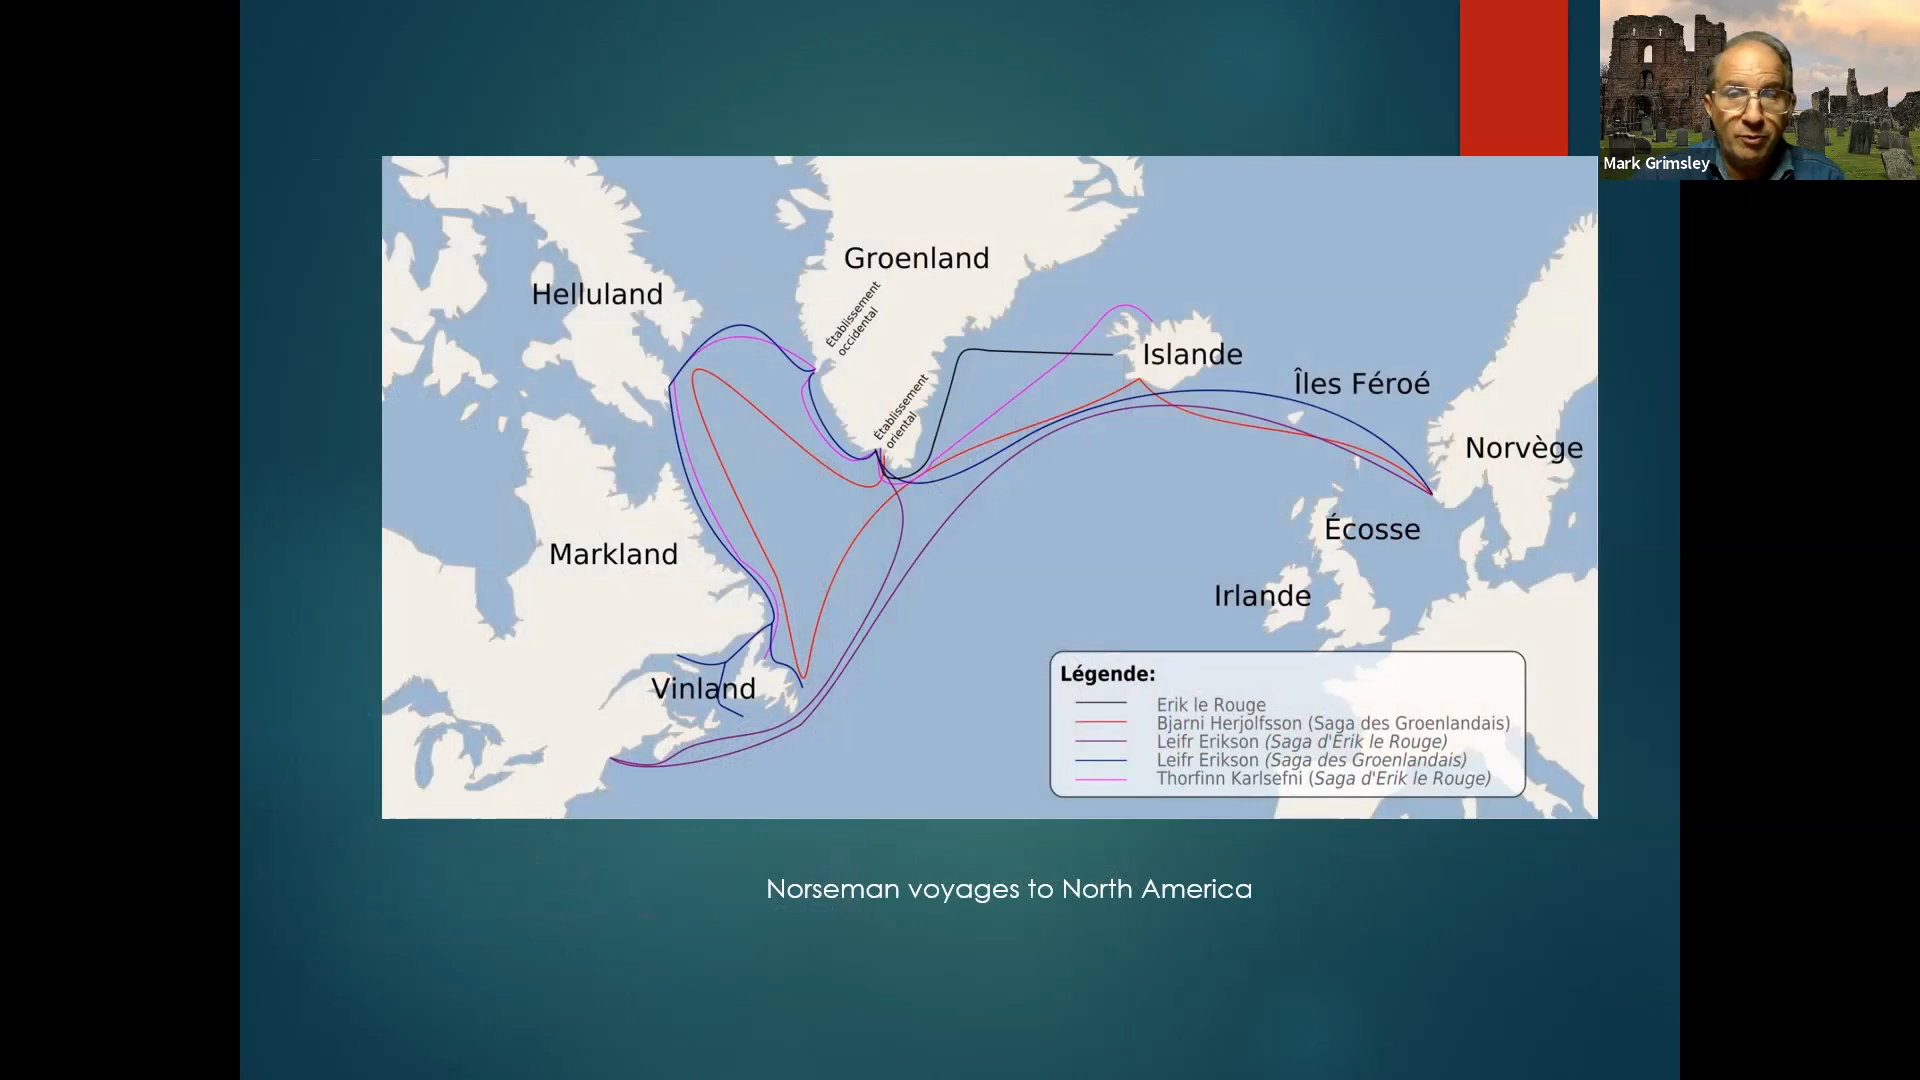 Mark Grimsley
Groenland
Helluland
Établissement
occidental
Islande
Îles Féroé
Établissement
oriental
Norvège
Écosse
Markland
Irlande
Vinland
Légende:
Erik le Rouge
Bjarni Herjolfsson (Saga des Groenlandais)
Leifr Erikson (Saga d'Erik le Rouge)
Leifr Erikson (Saga des Groenlandais)
Thorfinn Karlsefni (Saga d'Erik le Rouge)
Norseman voyages to North America